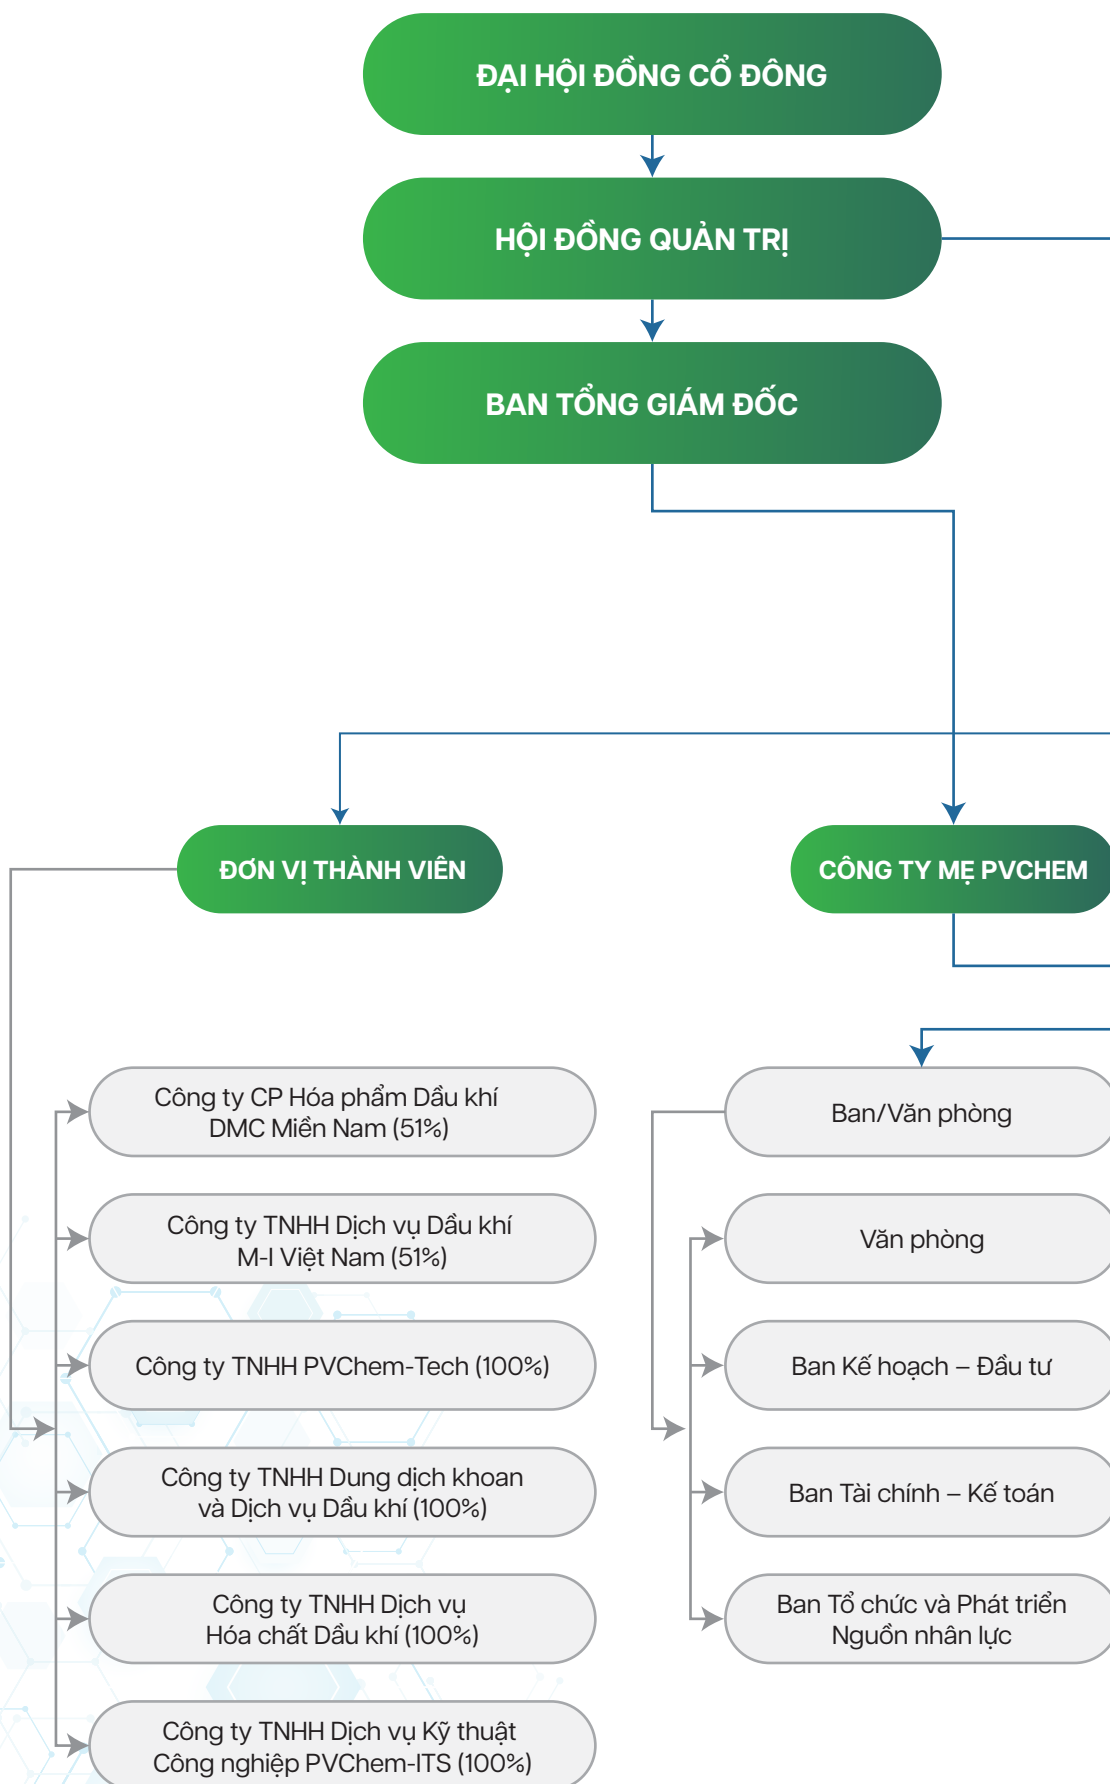 ĐẠI HỘI ĐỒNG CỔ ĐÔNG
HỘI ĐỒNG QUẢN TRỊ
BAN TỔNG GIÁM ĐỐC
ĐƠN VỊ THÀNH VIÊN
CÔNG TY MẸ PVCHEM
Công ty CP Hóa phẩm Dầu khí
DMC Miền Nam (51%)
Công ty TNHH Dịch vụ Dầu khí
M-I Việt Nam (51%)
Công ty TNHH PVChem-Tech (100%)
Công ty TNHH Dung dịch khoan
và Dịch vụ Dầu khí (100%)
Công ty TNHH Dịch vụ
Hóa chất Dầu khí (100%)
Công ty TNHH Dịch vụ Kỹ thuật
Công nghiệp PVChem-ITS (100%)
Ban/Văn phòng
Văn phòng
Ban Kế hoạch – Đầu tư
Ban Tài chính – Kế toán
Ban Tổ chức và Phát triển
Nguồn nhân lực